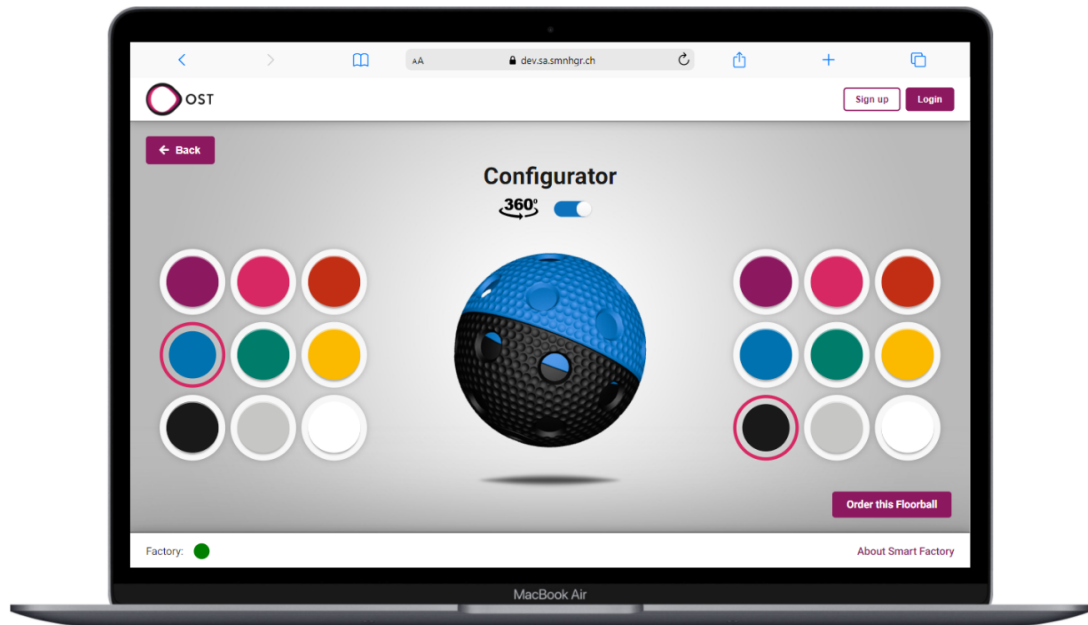 AA
dev.sa.smnhgr.ch
OST
Sign up
Login
Back
Configurator
360°
Order this Floorball
Factory:
About Smart Factory
MacBook Air